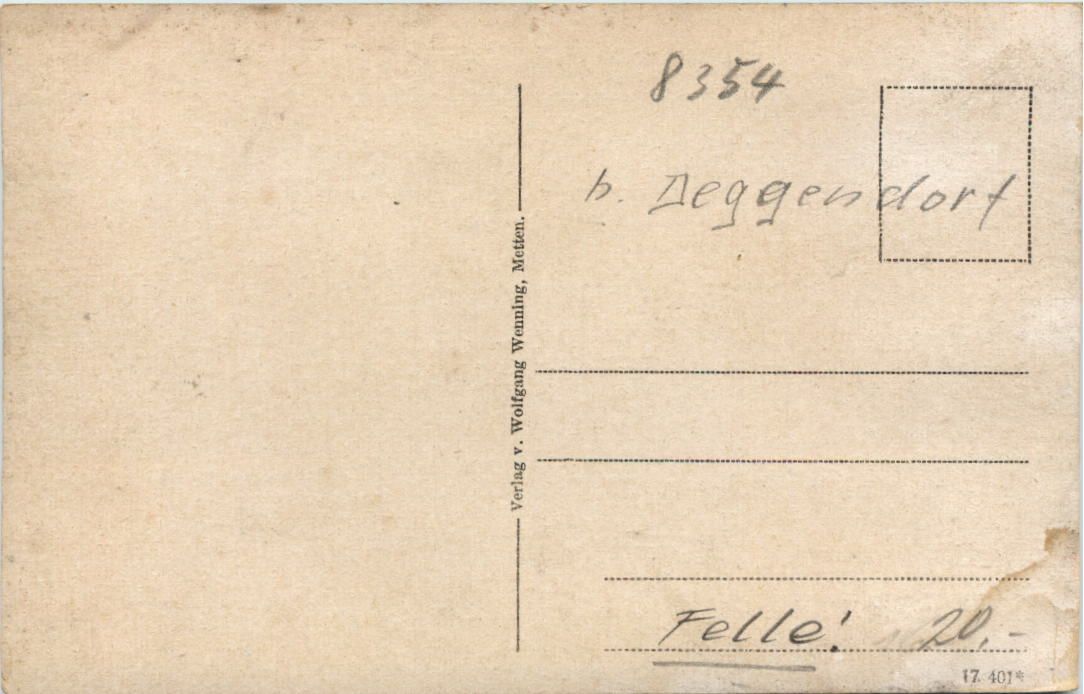 8354
b. Deggendorf
Verlag v. Wolfgang Wenning, Metten.
Felle! 20,-
17 401*